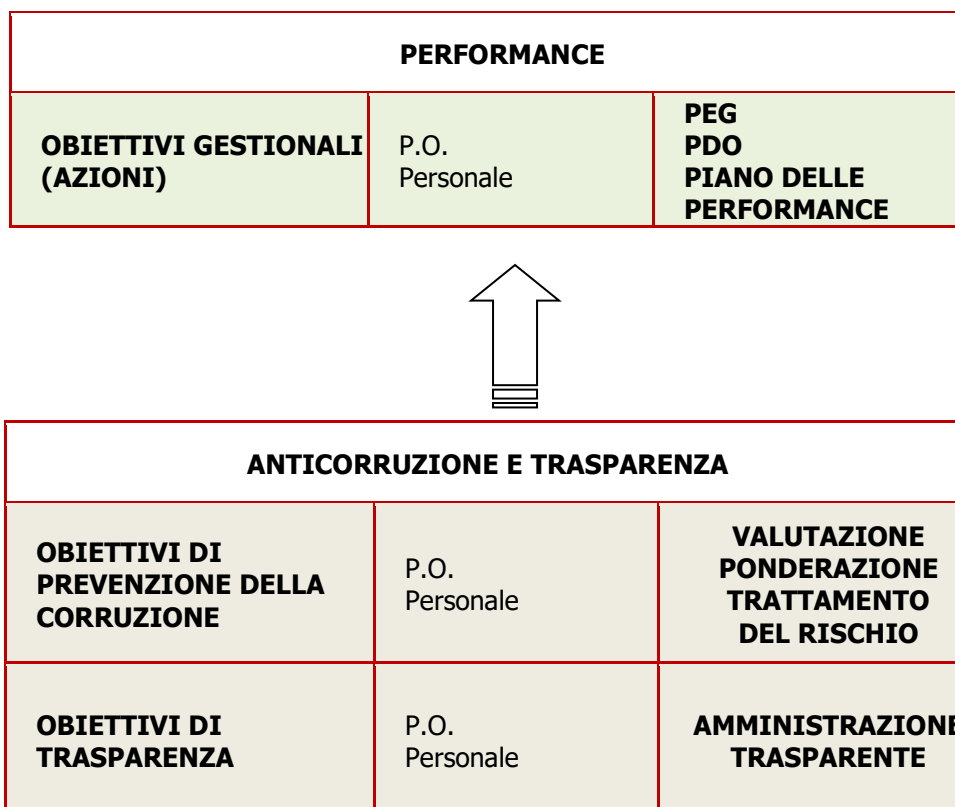 PERFORMANCE
OBIETTIVI GESTIONALI
(AZIONI)
P.O.
Personale
PEG
PDO
PIANO DELLE
PERFORMANCE
ANTICORRUZIONE E TRASPARENZA
OBIETTIVI DI
PREVENZIONE DELLA
CORRUZIONE
P.O.
Personale
VALUTAZIONE
PONDERAZIONE
TRATTAMENTO
DEL RISCHIO
OBIETTIVI DI
TRASPARENZA
P.O.
Personale
AMMINISTRAZIONE
TRASPARENTE